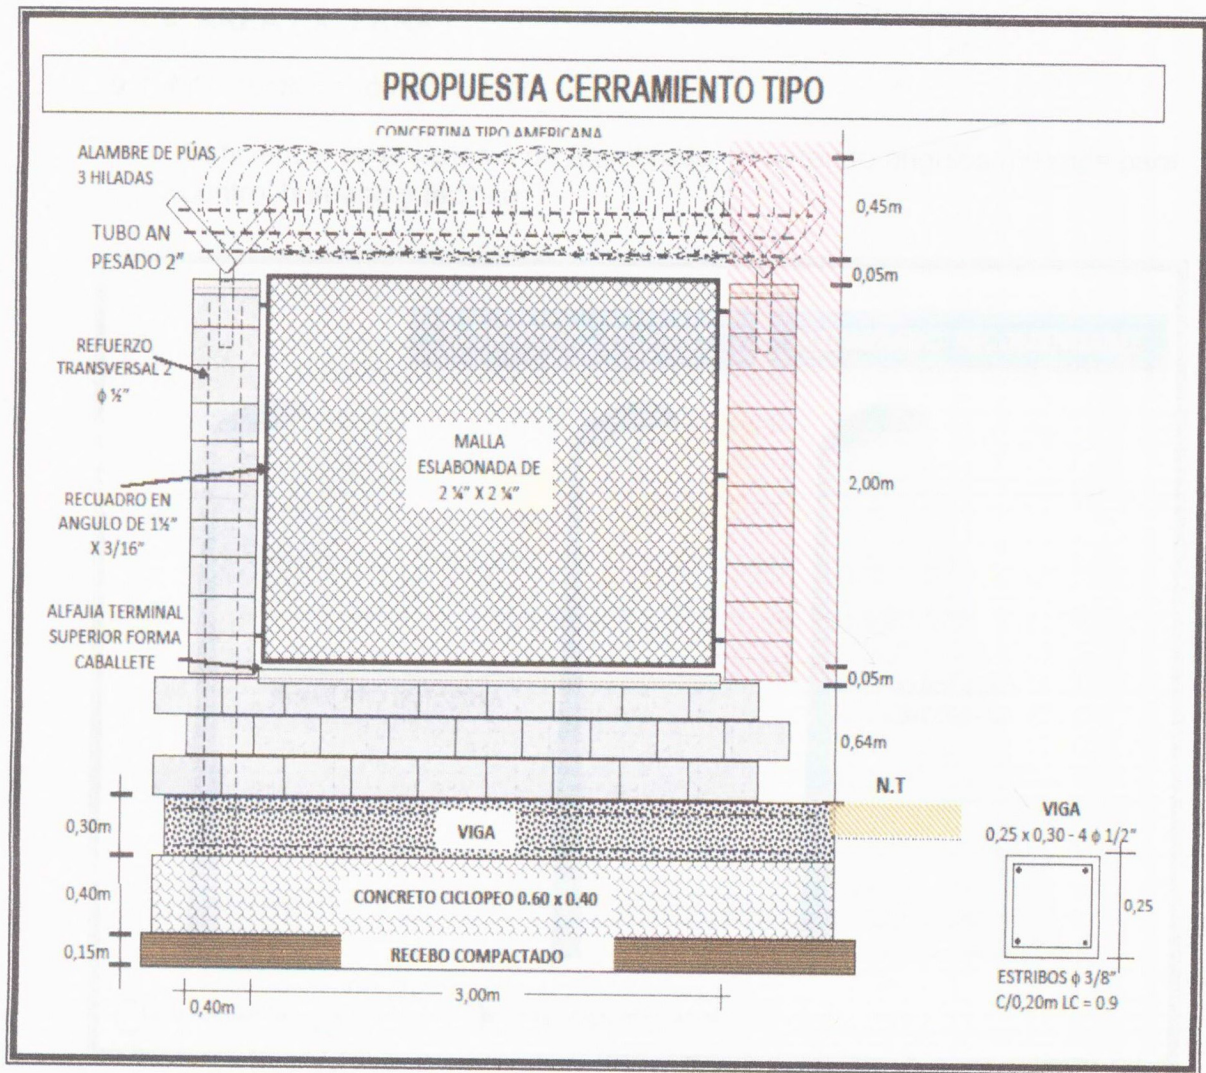 PROPUESTA CERRAMIENTO TIPO
CONCERTINA TIPO AMERICANA
ALAMBRE DE PÚAS
3 HILADAS
0,45m
TUBO AN
PESADO 2"
0,05m
REFUERZO
TRANSVERSAL 2
ϕ ½"
MALLA
ESLABONADA DE
2 ¼" X 2 ¼"
2,00m
RECUADRO EN
ANGULO DE 1½"
X 3/16"
ALFAJIA TERMINAL
SUPERIOR FORMA
CABALLETE
0,05m
0,64m
N.T
0,30m
VIGA
VIGA
0,25 x 0,30 - 4 ϕ 1/2"
0,40m
CONCRETO CICLOPEO 0.60 x 0.40
0,25
0,15m
RECEBO COMPACTADO
ESTRIBOS ϕ 3/8"
C/0,20m LC = 0.9
0,40m
3,00m